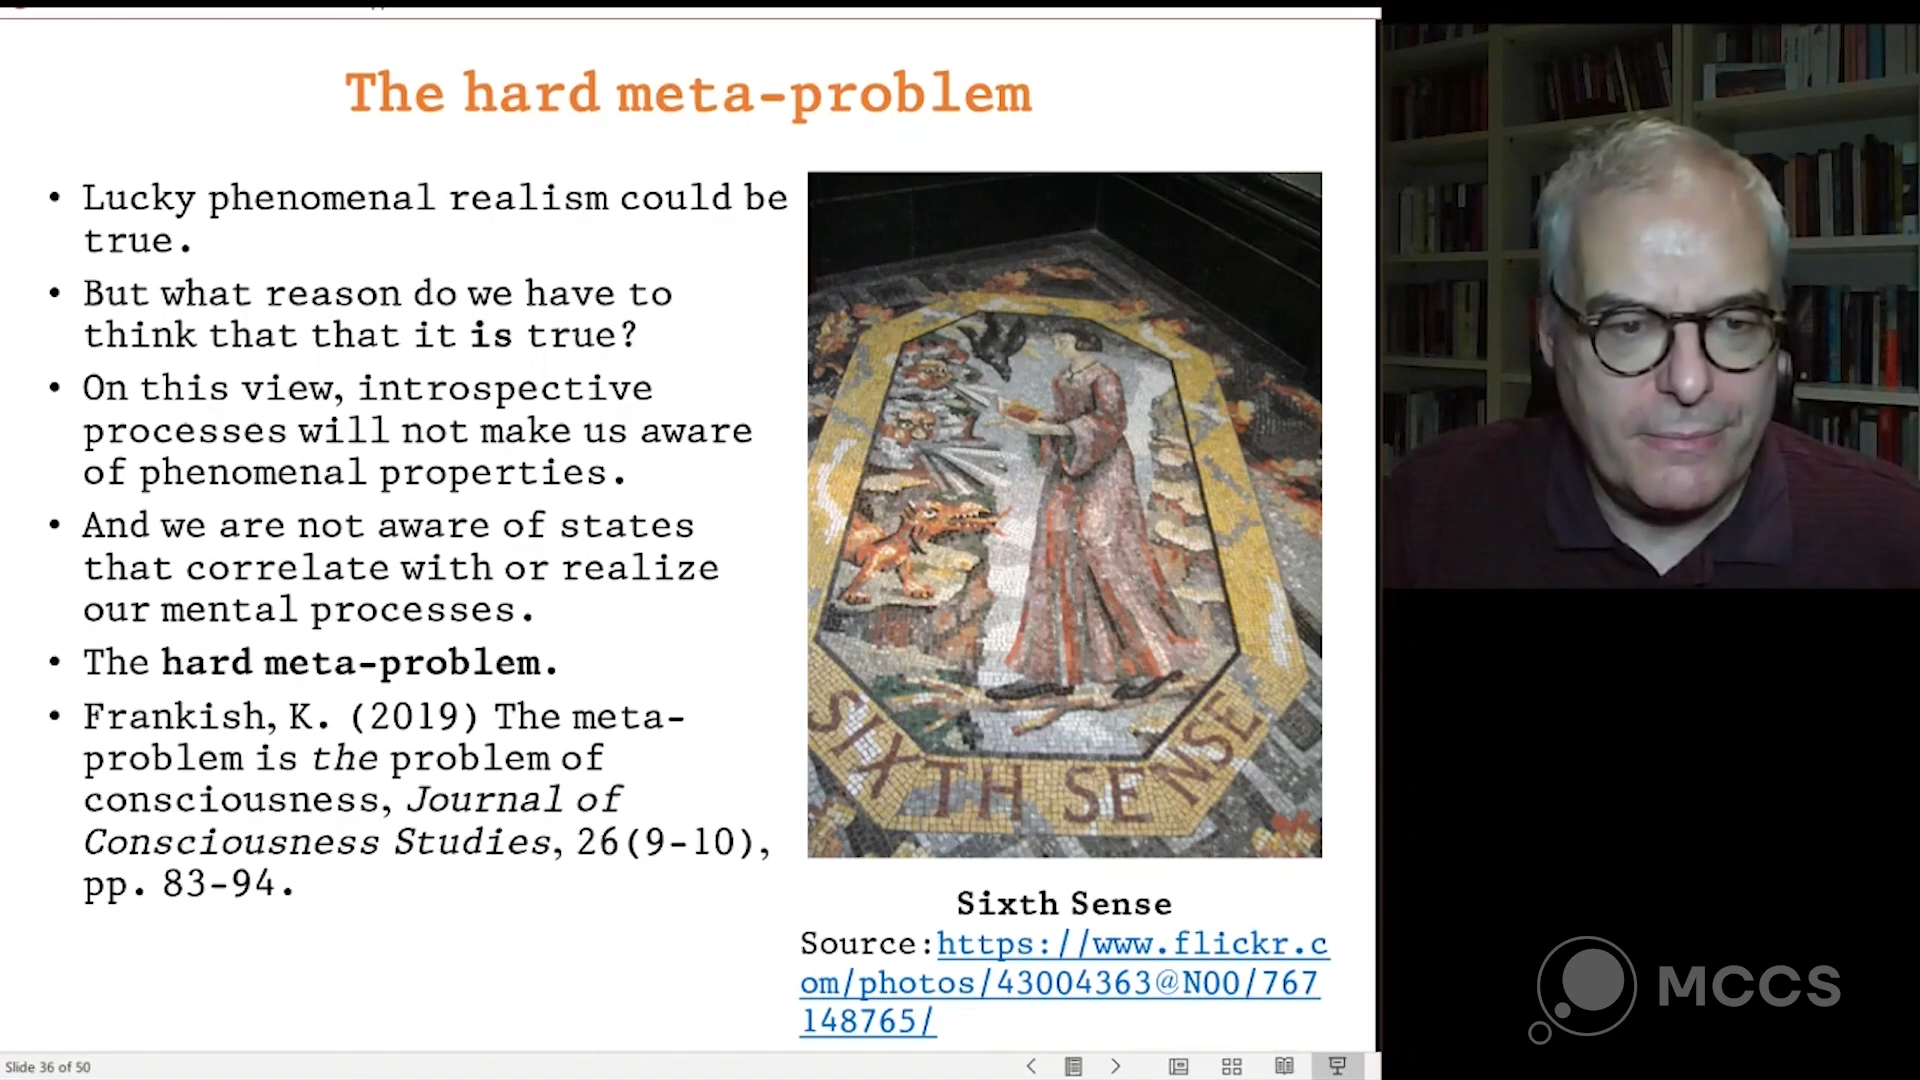 The hard meta-problem
• Lucky phenomenal realism could be
true.
• But what reason do we have to
think that that it is true?
• On this view, introspective
processes will not make us aware
of phenomenal properties.
• And we are not aware of states
that correlate with or realize
our mental processes.
• The hard meta-problem.
• Frankish, K. (2019) The meta-
problem is the problem of
consciousness, Journal of
Consciousness Studies, 26(9-10),
pp. 83-94.
SIXTH SENSE
Sixth Sense
Source:https://www.flickr.c
om/photos/43004363@N00/767
148765/
MCCS
Slide 36 of 50